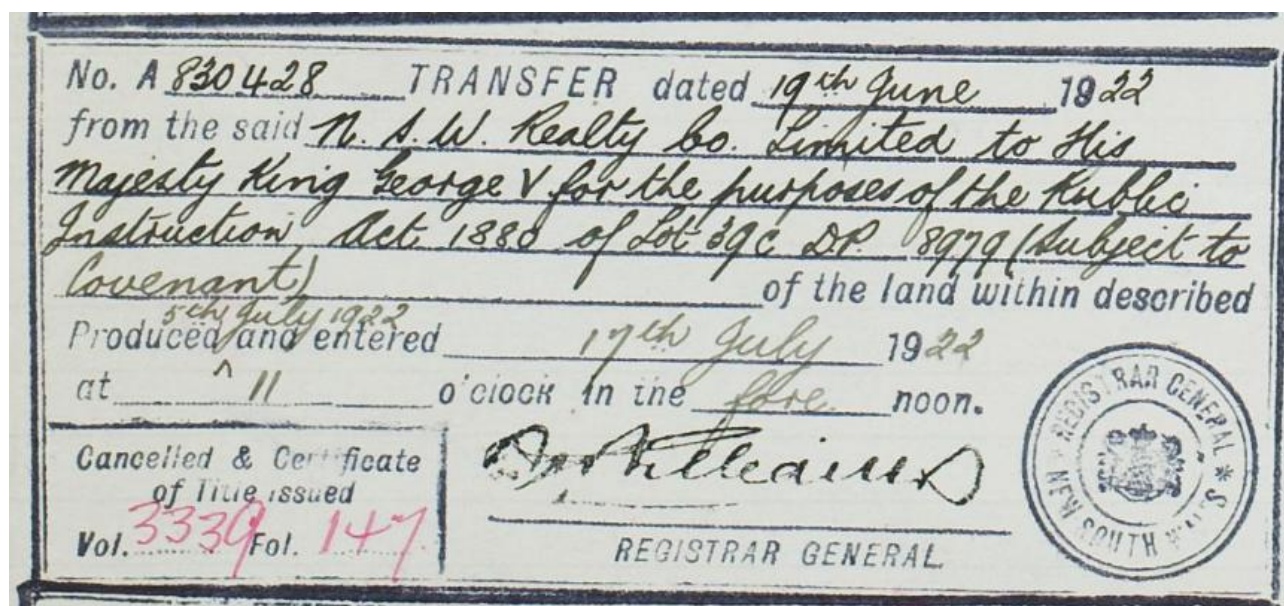 No. A 830428 TRANSFER dated 19th June 1922
from the said N. S. W. Realty Co. Limited to His
Majesty King George V for the purposes of the Public
Instruction Act 1880 of Lot 39c DP. 8979 (Subject to
Covenant) of the land within described
5th July 1922
Produced and entered 17th July 1922
at ^ 11 o'clock in the fore noon.
Cancelled & Certificate
of Title issued
Vol. 3339 Fol. 147.
Williams
REGISTRAR GENERAL
REGISTRAR GENERAL * NEW SOUTH WALES *